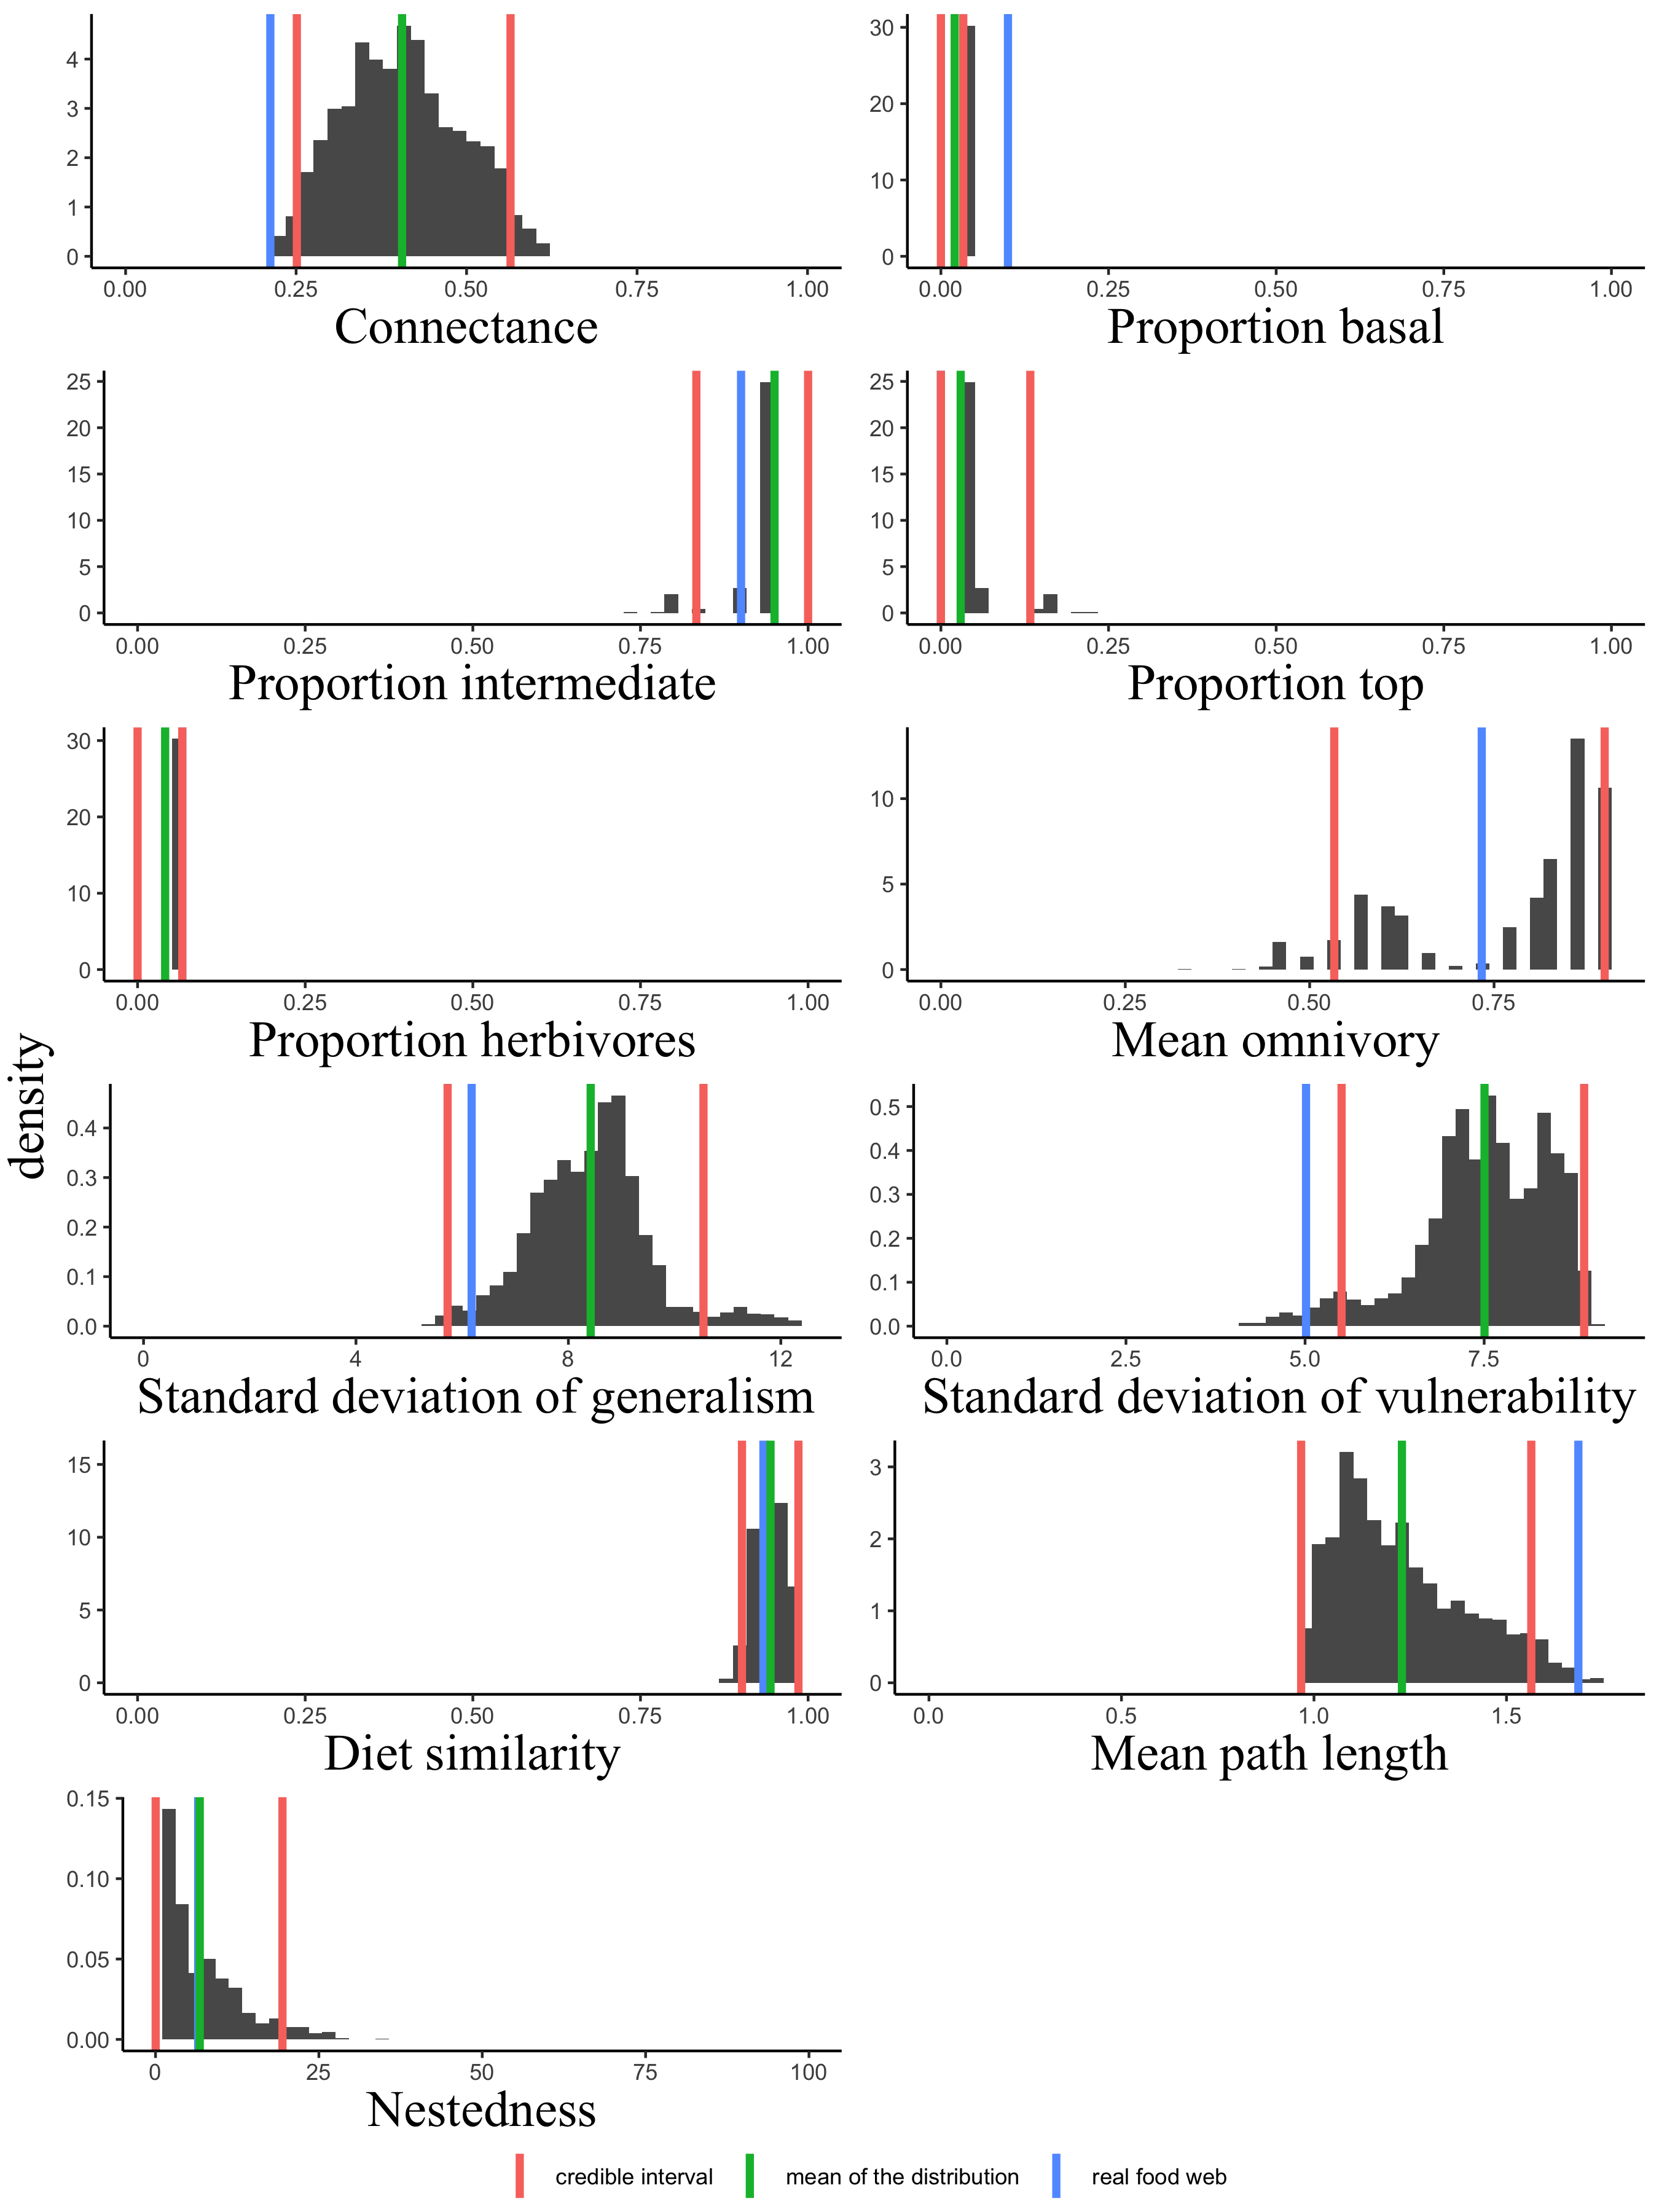 4
3
2
1
0
0.00 0.25 0.50 0.75 1.00
Connectance
30
20
10
0
0.00 0.25 0.50 0.75 1.00
Proportion basal
25
20
15
10
5
0
0.00 0.25 0.50 0.75 1.00
Proportion intermediate
25
20
15
10
5
0
0.00 0.25 0.50 0.75 1.00
Proportion top
30
20
10
0
0.00 0.25 0.50 0.75 1.00
Proportion herbivores
10
5
0
0.00 0.25 0.50 0.75
Mean omnivory
density
0.4
0.3
0.2
0.1
0.0
0 4 8 12
Standard deviation of generalism
0.5
0.4
0.3
0.2
0.1
0.0
0.0 2.5 5.0 7.5
Standard deviation of vulnerability
15
10
5
0
0.00 0.25 0.50 0.75 1.00
Diet similarity
3
2
1
0
0.0 0.5 1.0 1.5
Mean path length
0.15
0.10
0.05
0.00
0 25 50 75 100
Nestedness
credible interval mean of the distribution real food web